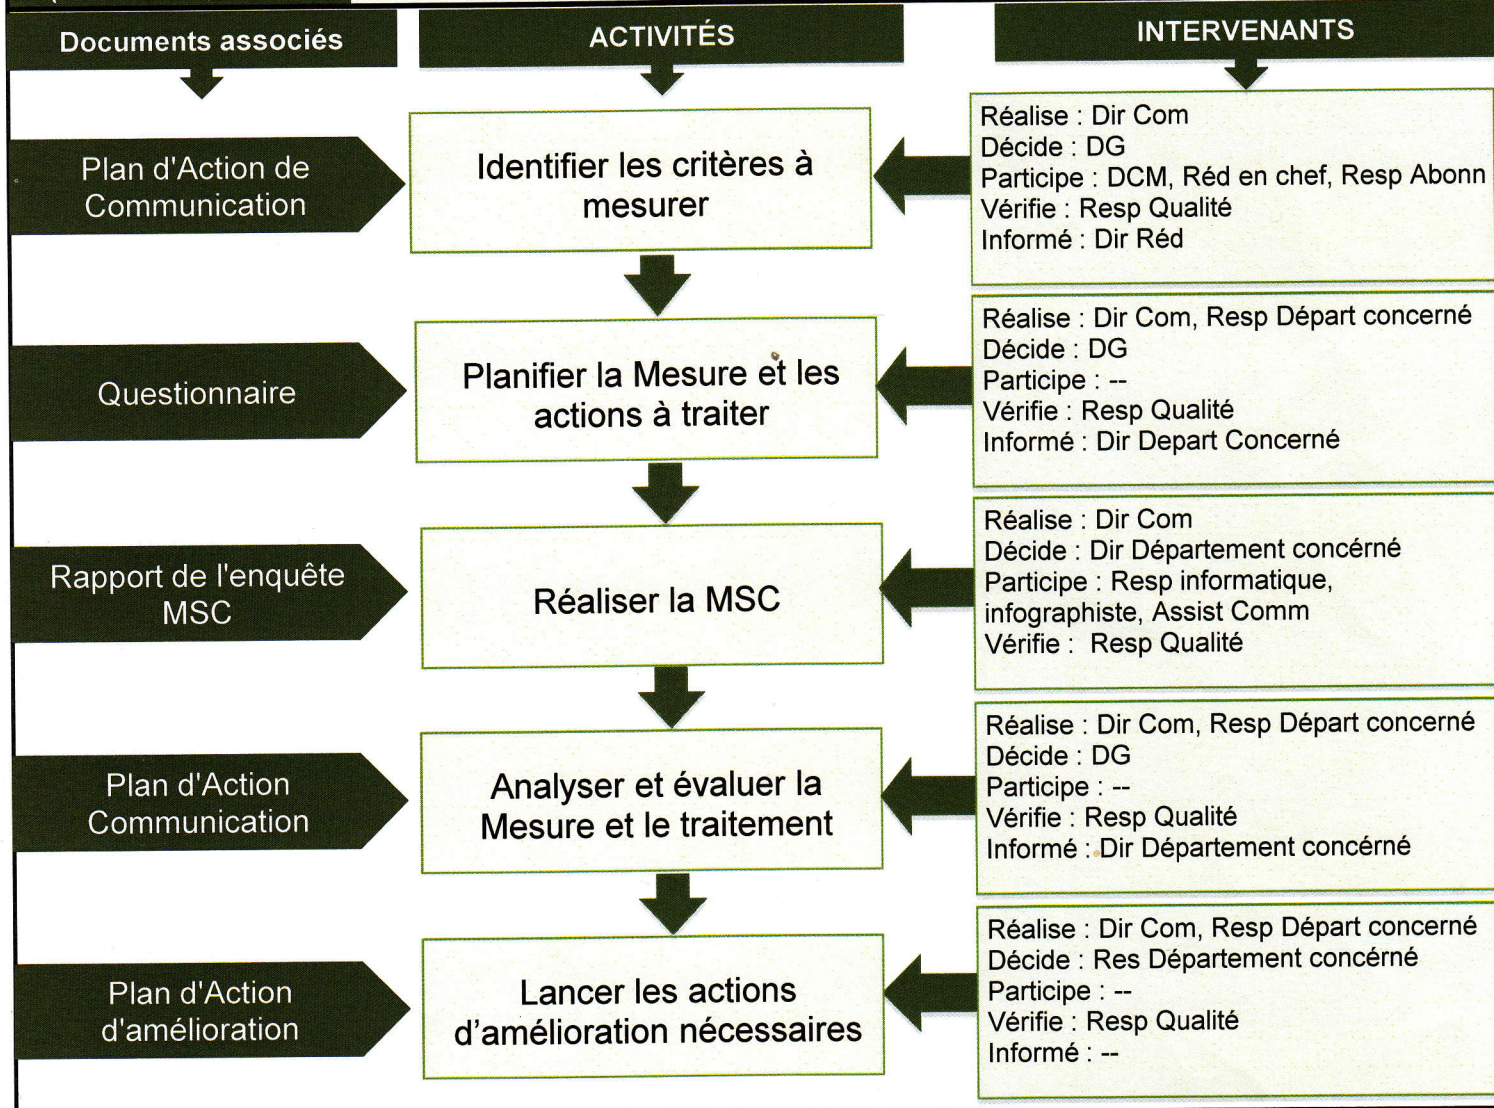 Documents associés
ACTIVITÉS
INTERVENANTS
Plan d'Action de
Communication
Identifier les critères à
mesurer
Réalise : Dir Com
Décide : DG
Participe : DCM, Réd en chef, Resp Abonn
Vérifie : Resp Qualité
Informé : Dir Réd
Questionnaire
Planifier la Mesure et les
actions à traiter
Réalise : Dir Com, Resp Départ concerné
Décide : DG
Participe : --
Vérifie : Resp Qualité
Informé : Dir Depart Concerné
Rapport de l'enquête
MSC
Réaliser la MSC
Réalise : Dir Com
Décide : Dir Département concérné
Participe : Resp informatique,
infographiste, Assist Comm
Vérifie :  Resp Qualité
Plan d'Action
Communication
Analyser et évaluer la
Mesure et le traitement
Réalise : Dir Com, Resp Départ concerné
Décide : DG
Participe : --
Vérifie : Resp Qualité
Informé : Dir Département concérné
Plan d'Action
d'amélioration
Lancer les actions
d’amélioration nécessaires
Réalise : Dir Com, Resp Départ concerné
Décide : Res Département concérné
Participe : --
Vérifie : Resp Qualité
Informé : --